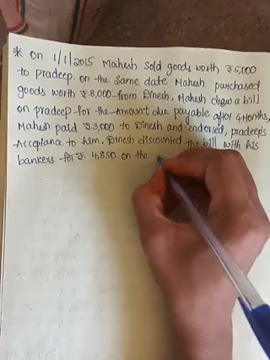 * On 1/1/2015 Mahesh sold goods worth ₹5,000
to pradeep. on the same date Mahesh purchased
goods worth ₹8,000 from Dinesh, Mahesh drew a bill
on pradeep for the Amount due payable after 4 Months,
Mahesh paid ₹3,000 to Dinesh and endorsed, pradeep's
Acceptance to him. Dinesh discounted the bill with his
bankers for ₹ 4,850 on the